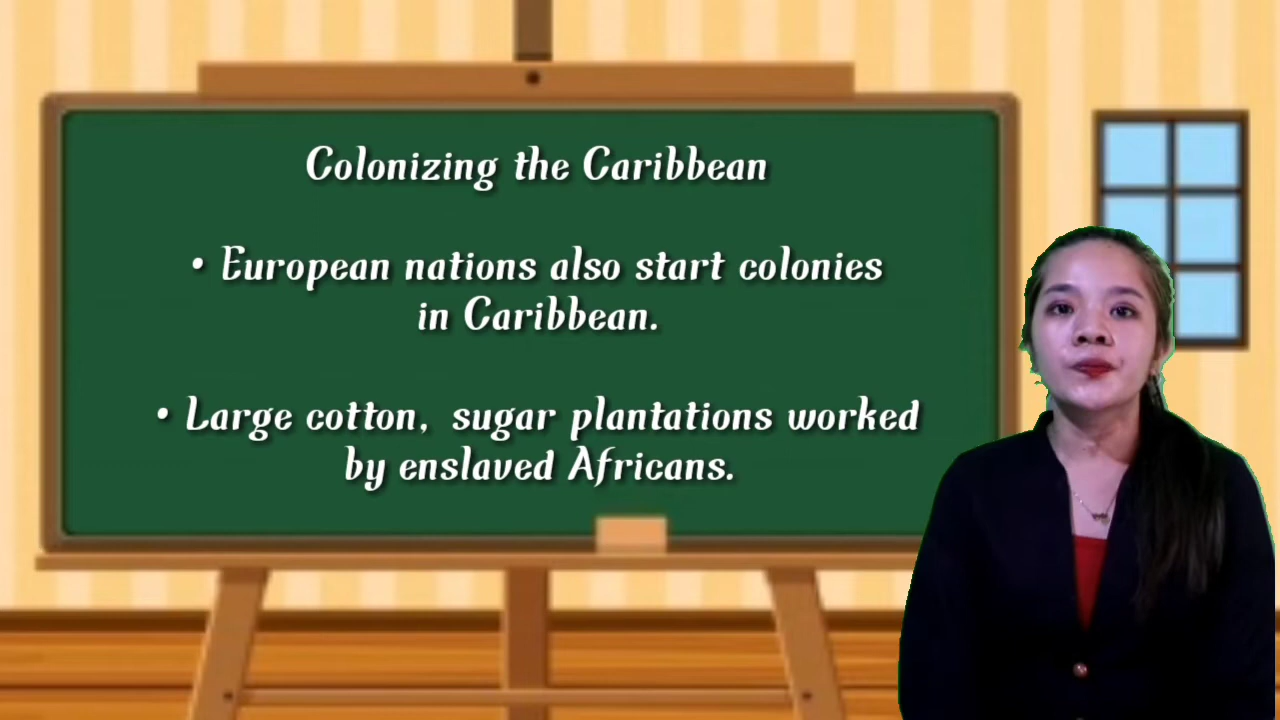 Colonizing the Caribbean
• European nations also start colonies
in Caribbean.
• Large cotton, sugar plantations worked
by enslaved Africans.